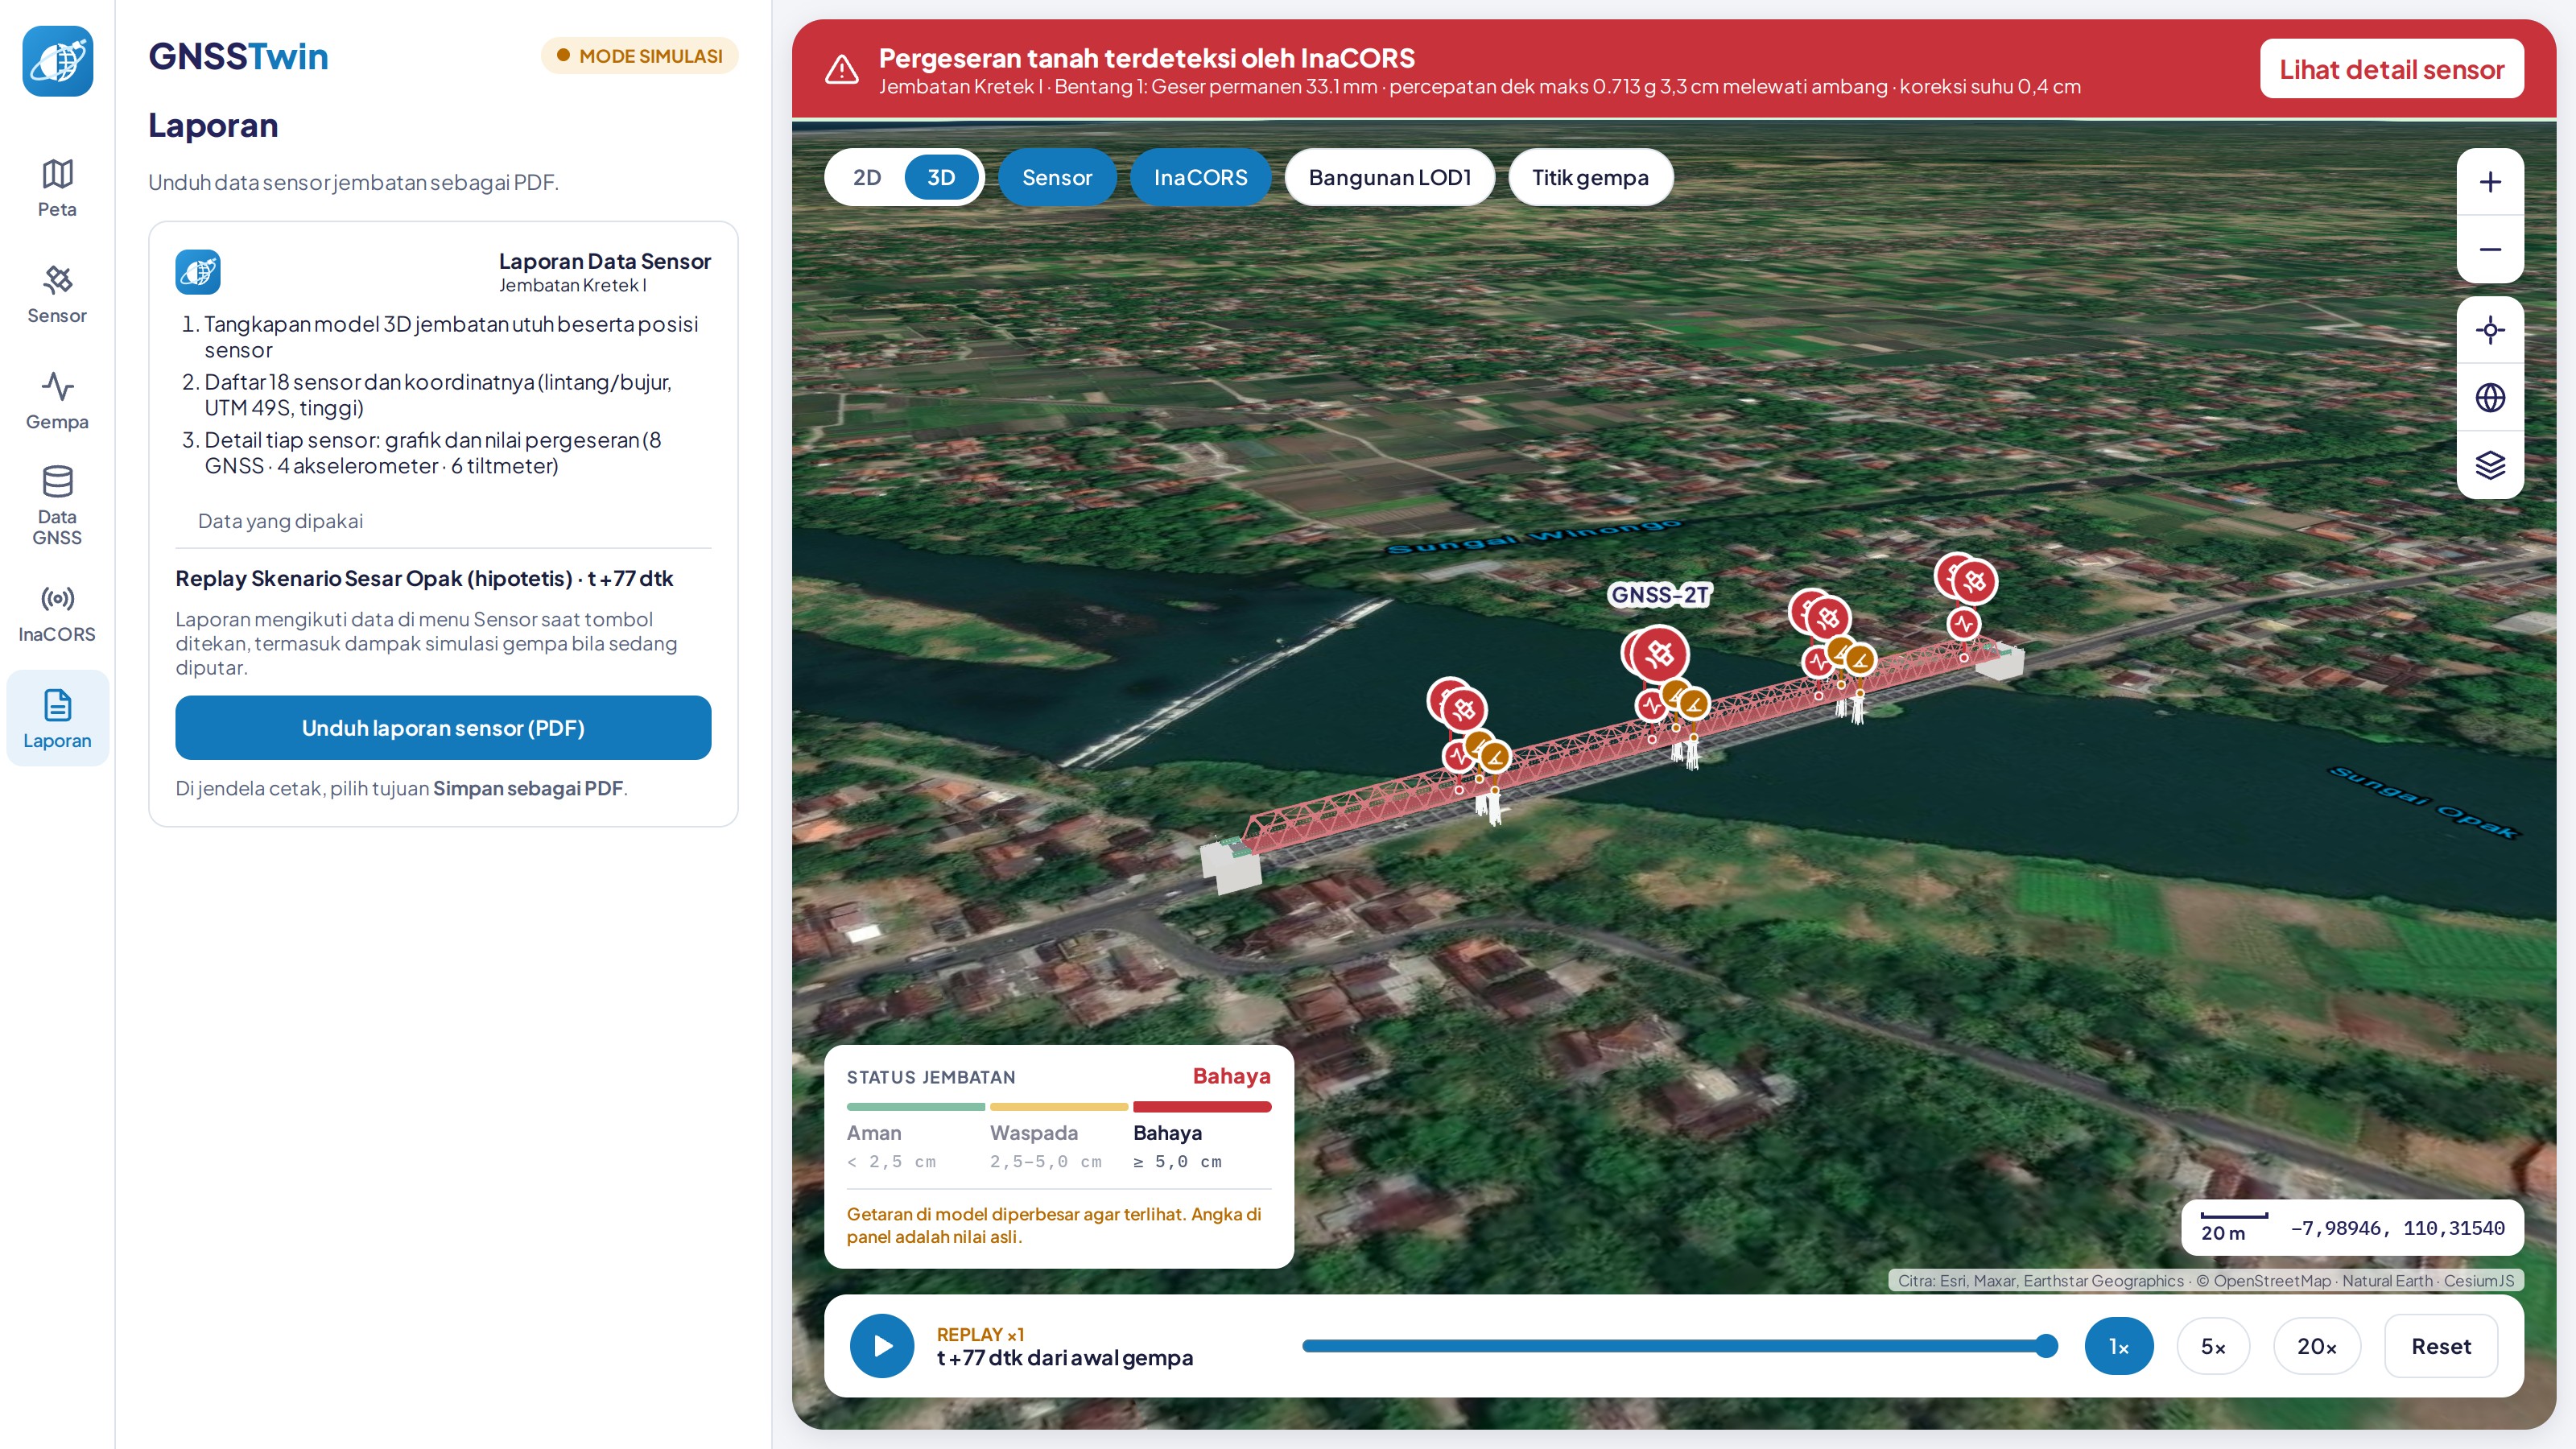 GNSSTwin
MODE SIMULASI
Laporan
Unduh data sensor jembatan sebagai PDF.
Laporan Data Sensor
Jembatan Kretek I
1. Tangkapan model 3D jembatan utuh beserta posisi
sensor
2. Daftar 18 sensor dan koordinatnya (lintang/bujur,
UTM 49S, tinggi)
3. Detail tiap sensor: grafik dan nilai pergeseran (8
GNSS · 4 akselerometer · 6 tiltmeter)
Data yang dipakai
Replay Skenario Sesar Opak (hipotetis) · t +77 dtk
Laporan mengikuti data di menu Sensor saat tombol
ditekan, termasuk dampak simulasi gempa bila sedang
diputar.
Unduh laporan sensor (PDF)
Di jendela cetak, pilih tujuan Simpan sebagai PDF.
Peta
Sensor
Gempa
Data
GNSS
InaCORS
Laporan
Pergeseran tanah terdeteksi oleh InaCORS
Jembatan Kretek I · Bentang 1: Geser permanen 33.1 mm · percepatan dek maks 0.713 g 3,3 cm melewati ambang · koreksi suhu 0,4 cm
Lihat detail sensor
2D
3D
Sensor
InaCORS
Bangunan LOD1
Titik gempa
Sungai Winongo
GNSS-2T
Sungai Opak
STATUS JEMBATAN
Bahaya
Aman
Waspada
Bahaya
< 2,5 cm
2,5–5,0 cm
≥ 5,0 cm
Getaran di model diperbesar agar terlihat. Angka di
panel adalah nilai asli.
20 m
−7,98946, 110,31540
Citra: Esri, Maxar, Earthstar Geographics · © OpenStreetMap · Natural Earth · CesiumJS
REPLAY ×1
t +77 dtk dari awal gempa
1×
5×
20×
Reset